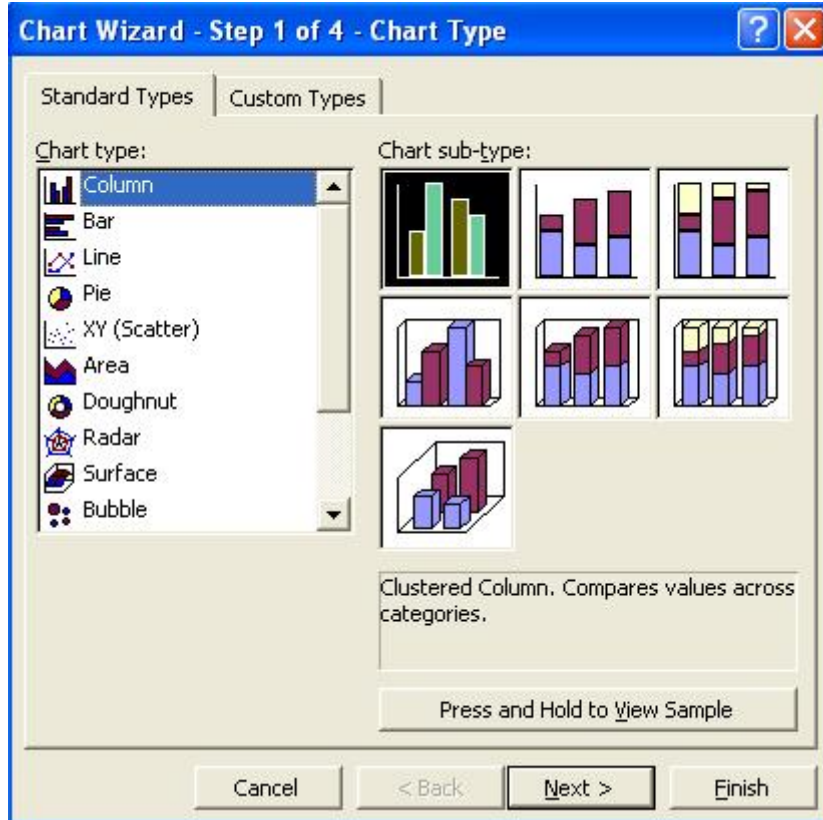 Chart Wizard - Step 1 of 4 - Chart Type
Standard Types
Custom Types
Chart type:
Column
Bar
Line
Pie
XY (Scatter)
Area
Doughnut
Radar
Surface
Bubble
Chart sub-type:
Clustered Column. Compares values across
categories.
Press and Hold to View Sample
Cancel
< Back
Next >
Finish